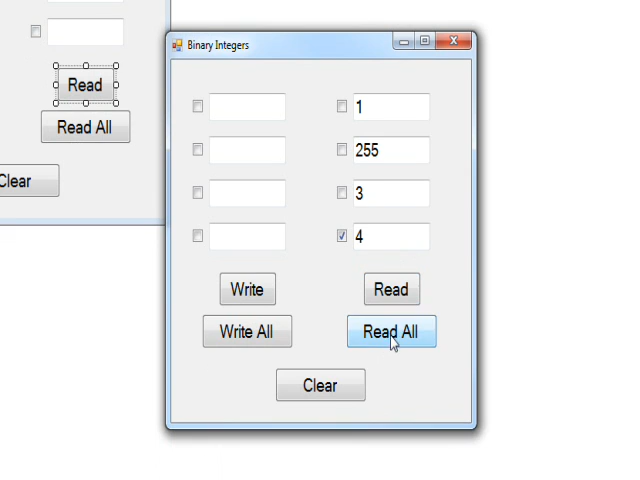 Read
Read All
Clear
Binary Integers
1
255
3
4
Write
Read
Write All
Read All
Clear